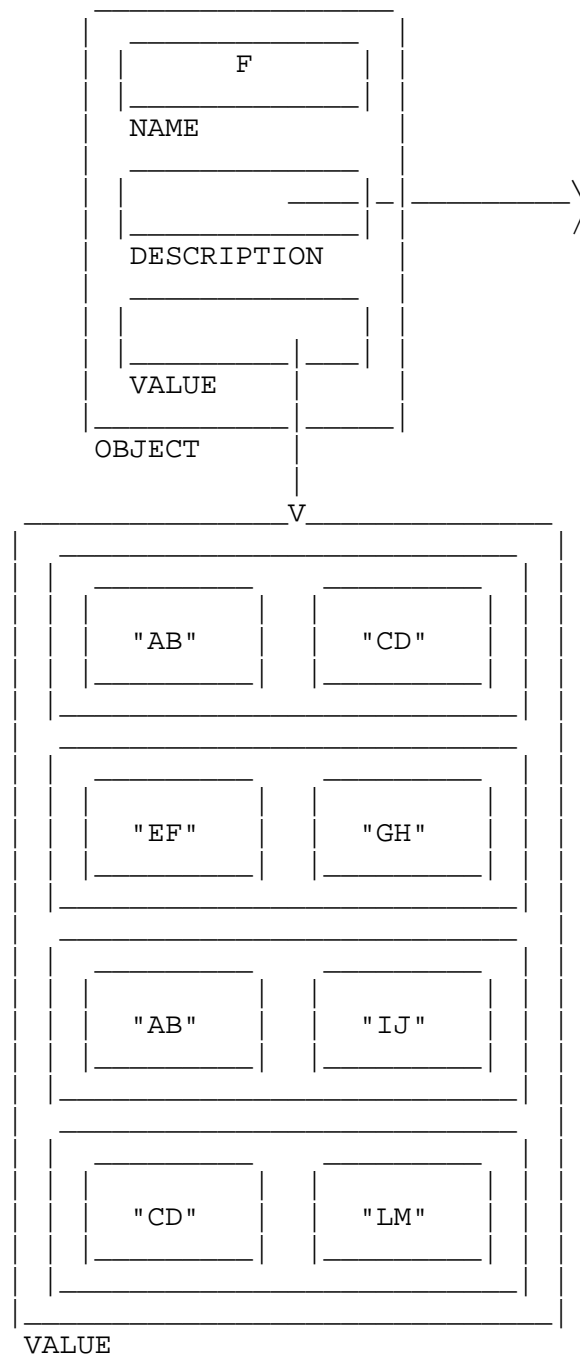 F
NAME
DESCRIPTION
VALUE
OBJECT
V
"AB" "CD"
"EF" "GH"
"AB" "IJ"
"CD" "LM"
VALUE